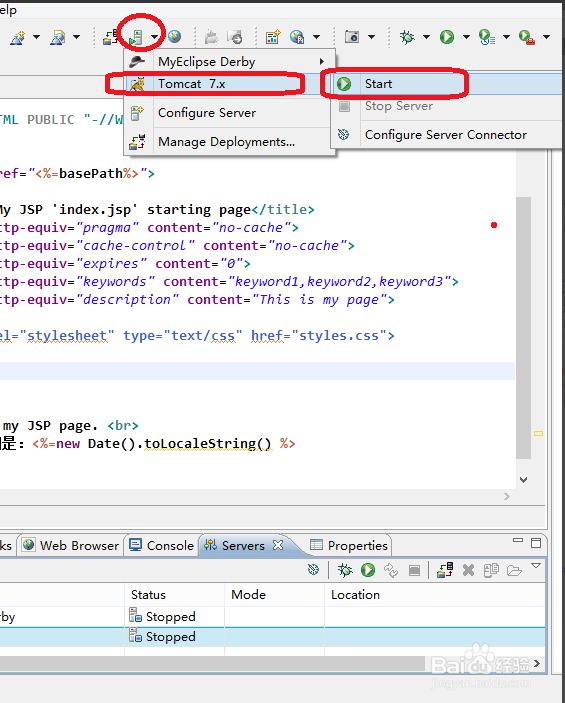 elp
MyEclipse Derby
Tomcat 7.x
Start
Stop Server
Configure Server
Configure Server Connector
Manage Deployments...
TML PUBLIC "-//W
ref="<%=basePath%>">
My JSP 'index.jsp' starting page</title>
ttp-equiv="pragma" content="no-cache">
ttp-equiv="cache-control" content="no-cache">
ttp-equiv="expires" content="0">
ttp-equiv="keywords" content="keyword1,keyword2,keyword3">
ttp-equiv="description" content="This is my page">
el="stylesheet" type="text/css" href="styles.css">
my JSP page. <br>
是：<%=new Date().toLocaleString() %>
ks Web Browser Console Servers Properties
Status Mode Location
by Stopped
Stopped
Baidu 经验
jingyan.baidu.com